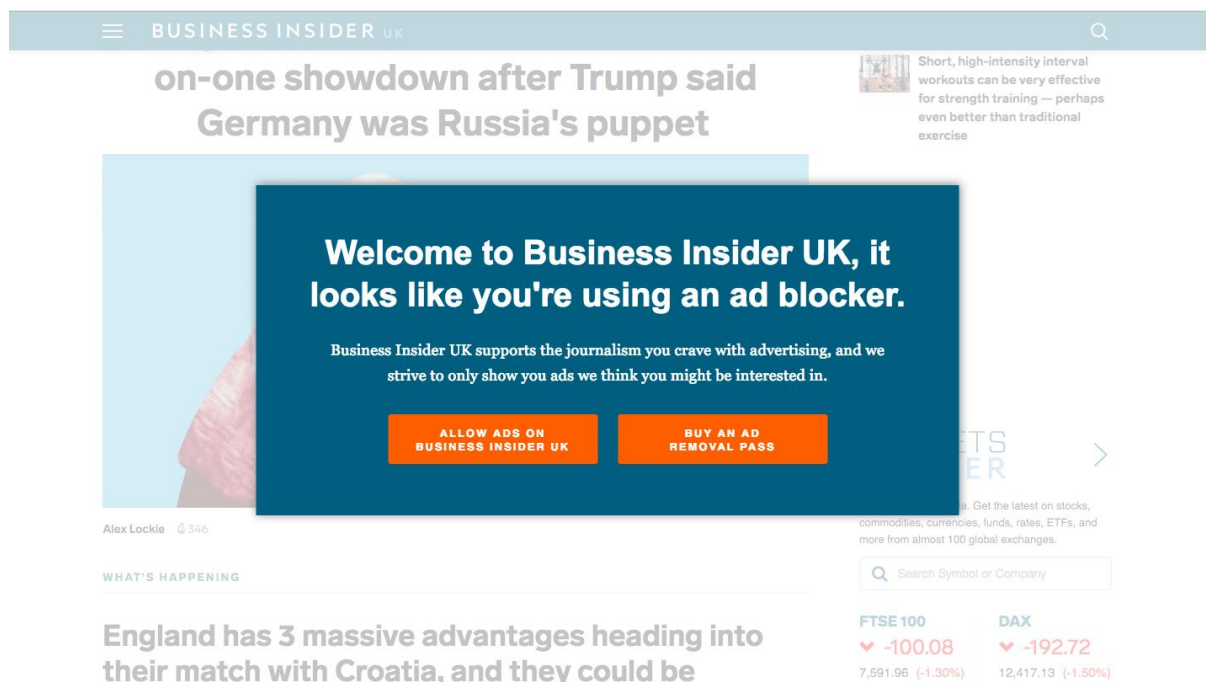 BUSINESS INSIDER UK
on-one showdown after Trump said
Germany was Russia's puppet
Short, high-intensity interval
workouts can be very effective
for strength training — perhaps
even better than traditional
exercise
Welcome to Business Insider UK, it
looks like you're using an ad blocker.
Business Insider UK supports the journalism you crave with advertising, and we
strive to only show you ads we think you might be interested in.
ALLOW ADS ON
BUSINESS INSIDER UK
BUY AN AD
REMOVAL PASS
Get the latest on stocks,
commodities, currencies, funds, rates, ETFs, and
more from almost 100 global exchanges.
Alex Lockie 346
WHAT'S HAPPENING
Search Symbol or Company
England has 3 massive advantages heading into
their match with Croatia, and they could be
FTSE 100
-100.08
7,591.96 (-1.30%)
DAX
-192.72
12,417.13 (-1.50%)